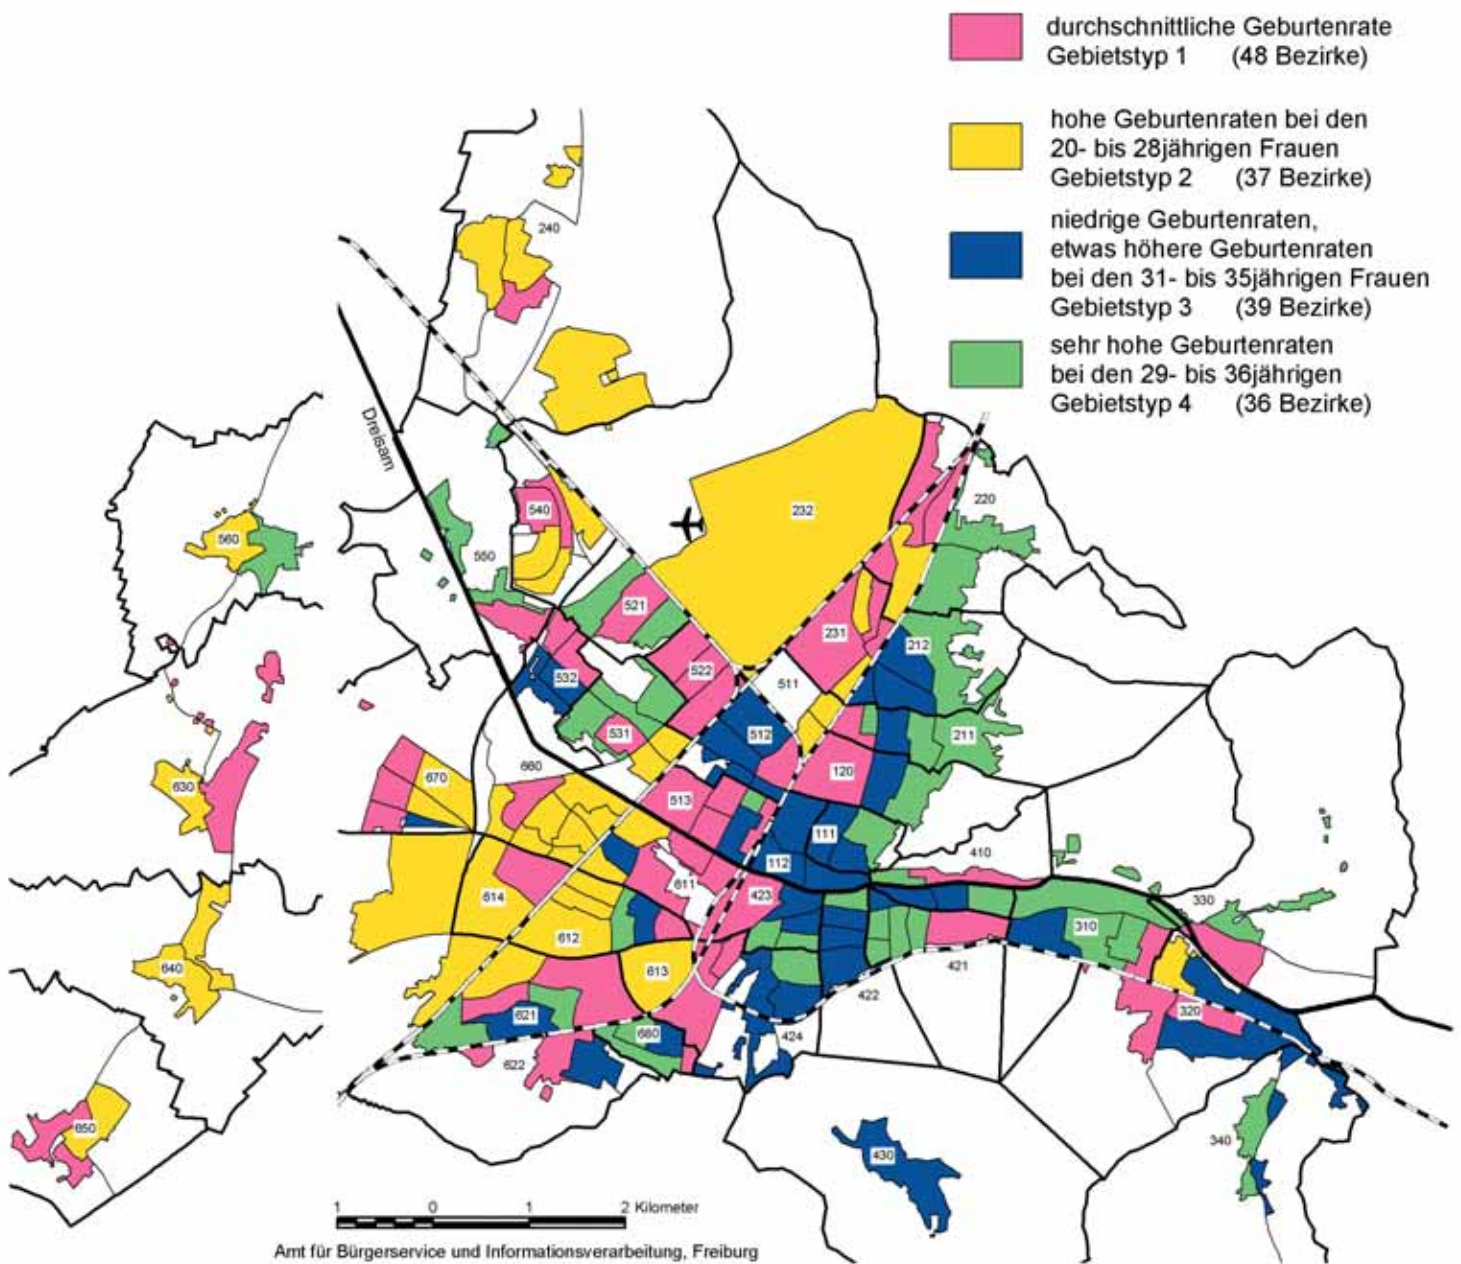 durchschnittliche Geburtenrate
Gebietstyp 1 (48 Bezirke)
hohe Geburtenraten bei den
20- bis 28jährigen Frauen
Gebietstyp 2 (37 Bezirke)
niedrige Geburtenraten,
etwas höhere Geburtenraten
bei den 31- bis 35jährigen Frauen
Gebietstyp 3 (39 Bezirke)
sehr hohe Geburtenraten
bei den 29- bis 36jährigen
Gebietstyp 4 (36 Bezirke)
240
Dreisam
540
232
220
560
550
521
231
212
522
532
511
531
512
211
660
120
670
630
513
111
410
112
611
423
614
330
310
612
640
613
421
422
621
320
680
424
622
650
340
430
1 0 1 2 Kilometer
Amt für Bürgerservice und Informationsverarbeitung, Freiburg